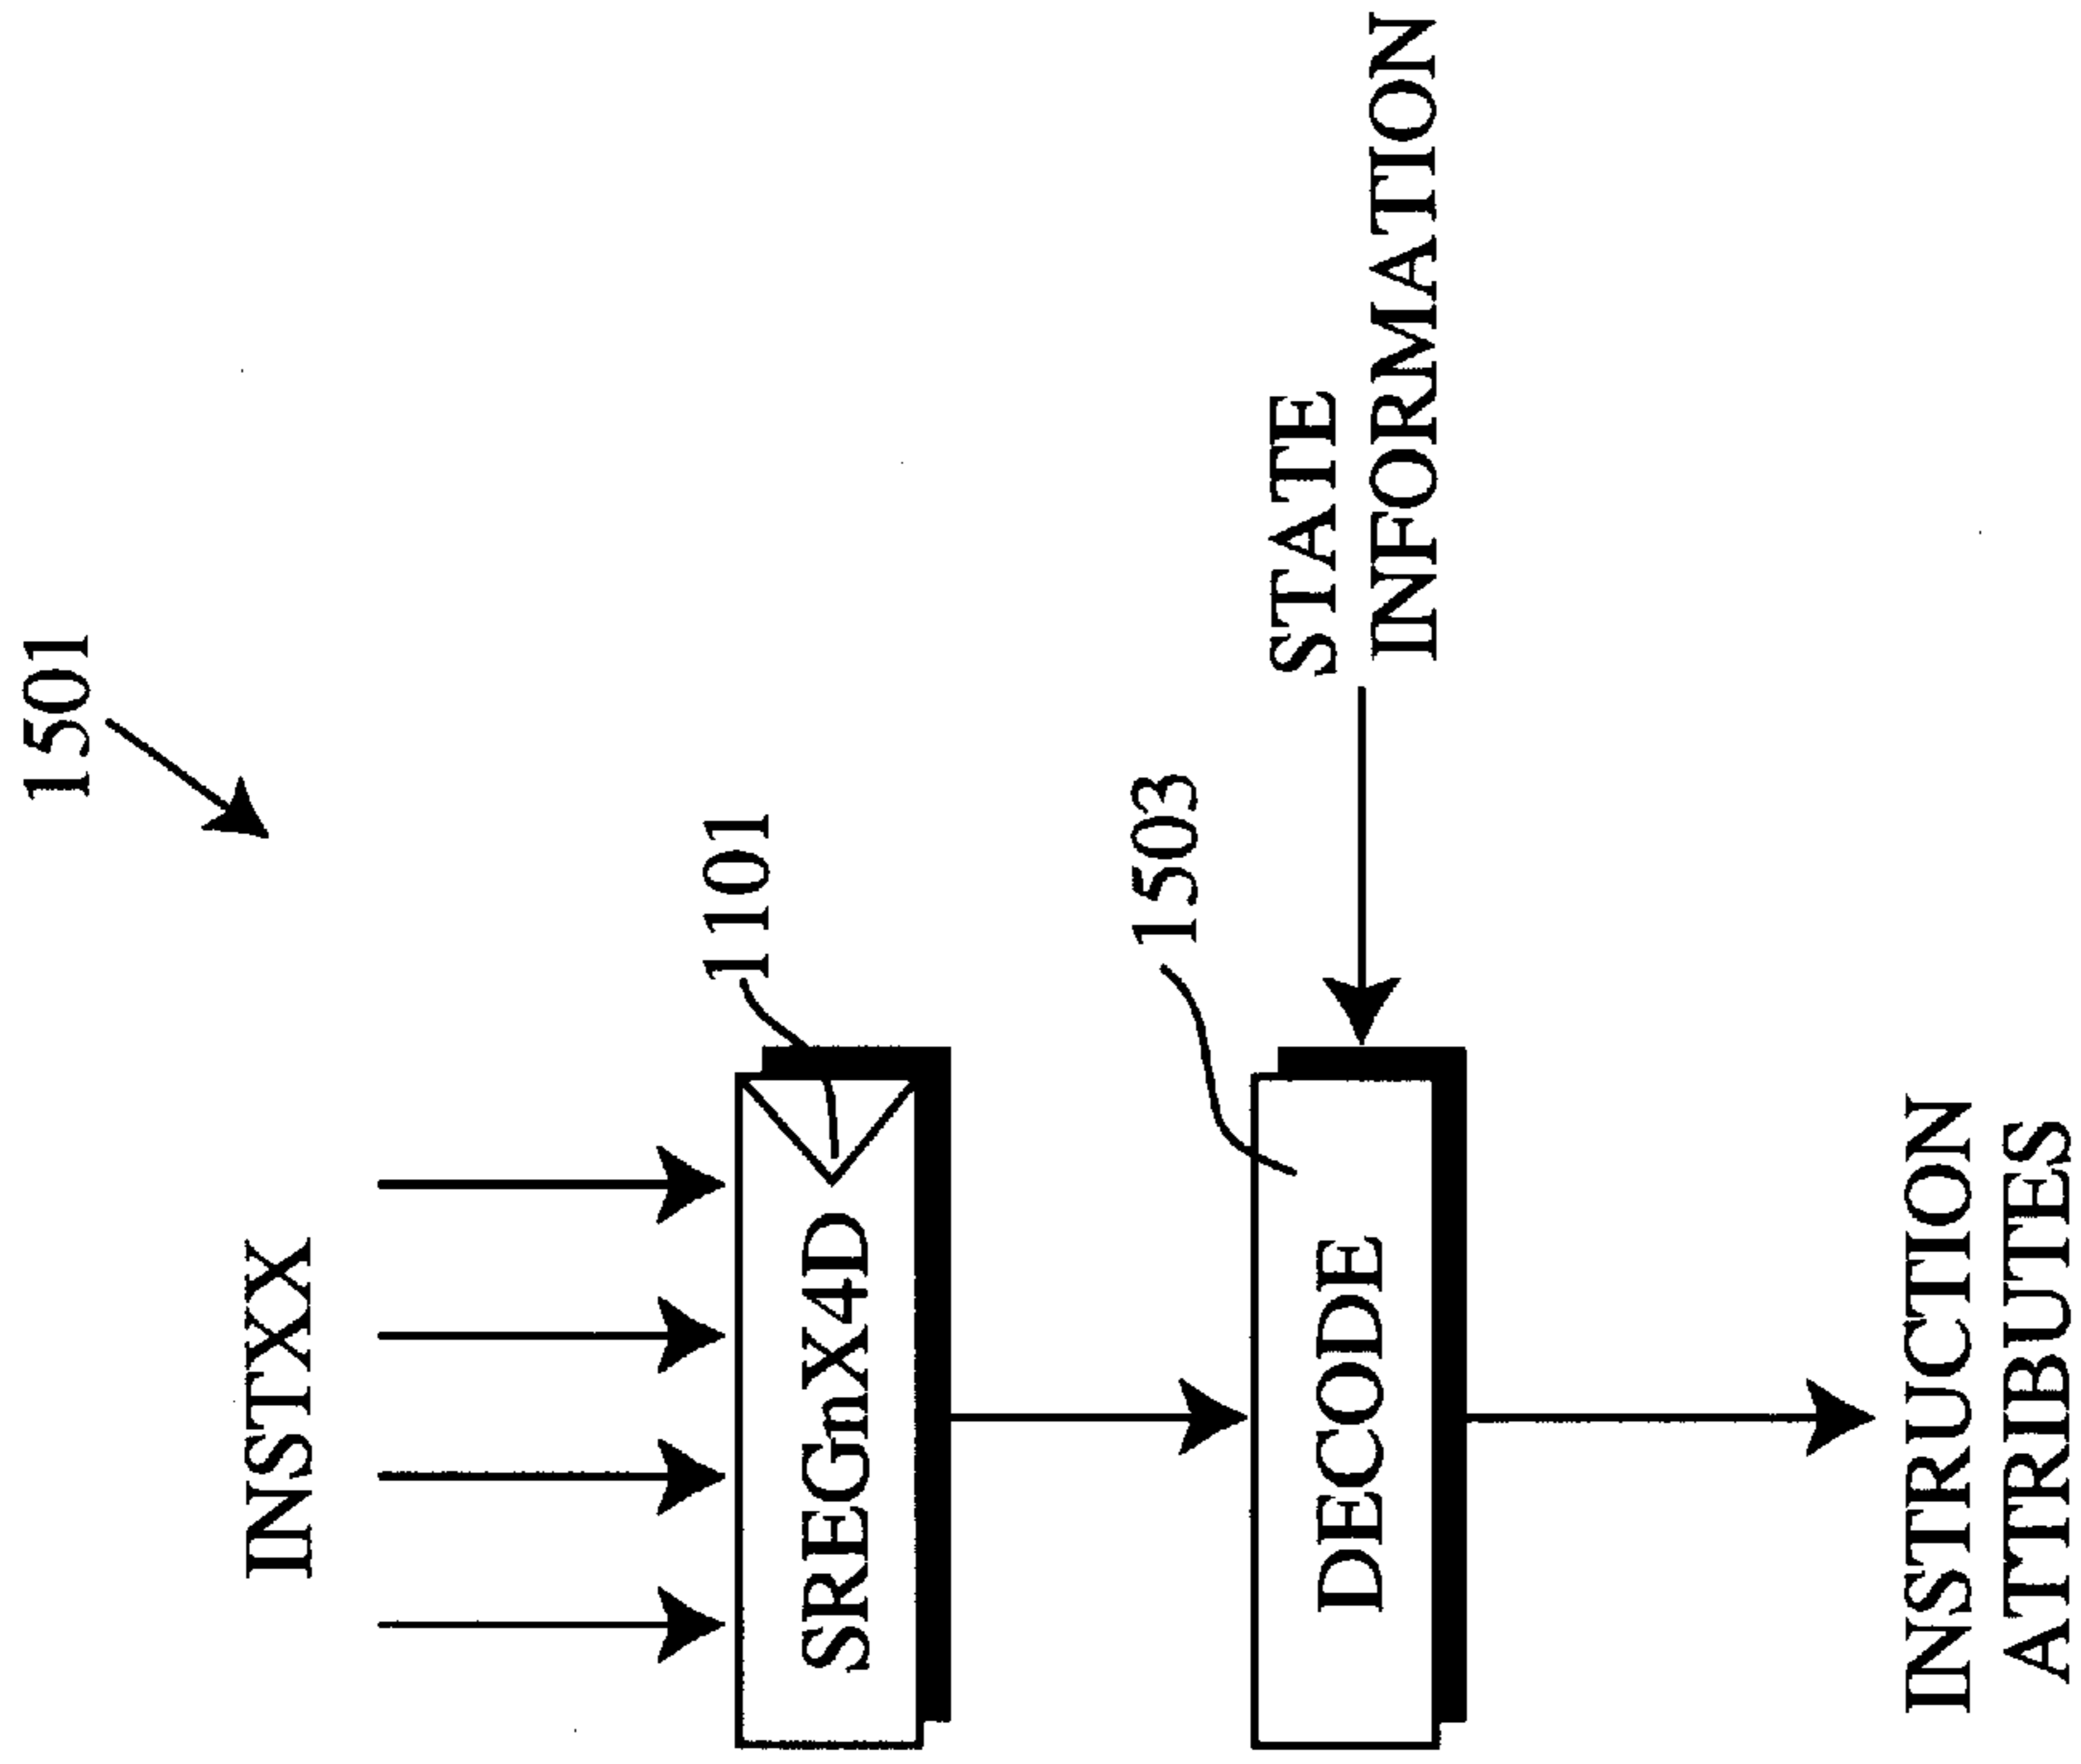 1501
INSTXX
1101
SREGnX4D
1503
DECODE
STATE
INFORMATION
INSTRUCTION
ATTRIBUTES